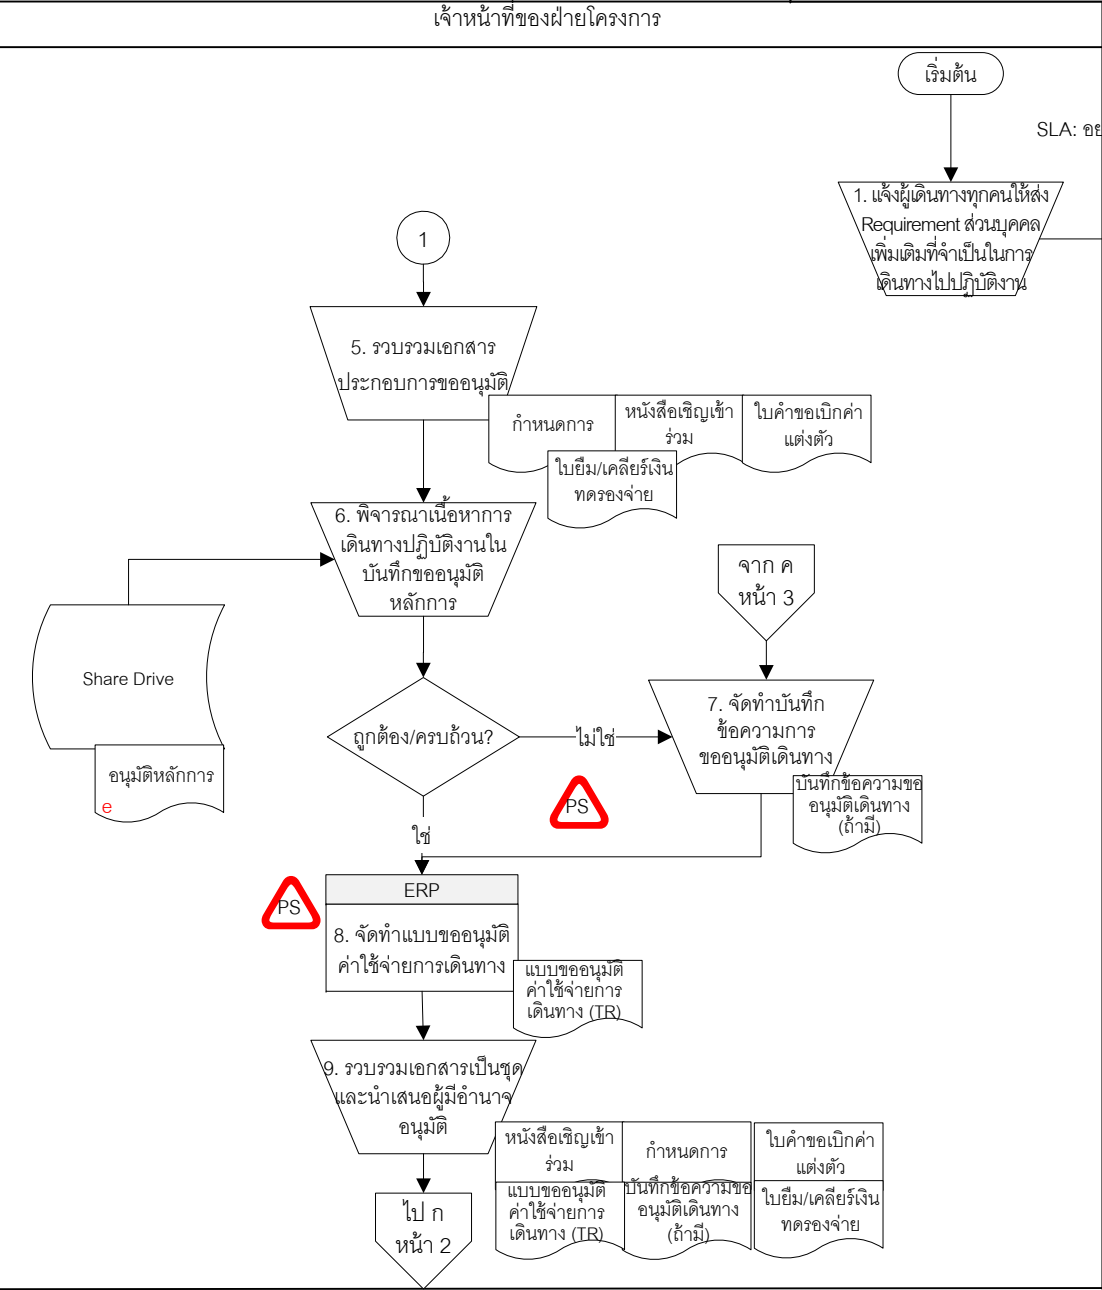 เจ้าหน้าที่ของฝ่ายโครงการ
เริ่มต้น
SLA: อย
1. แจ้งผู้เดินทางทุกคนให้ส่ง
Requirement ส่วนบุคคล
เพิ่มเติมที่จำเป็นในการ
เดินทางไปปฏิบัติงาน
1
5. รวบรวมเอกสาร
ประกอบการขออนุมัติ
กำหนดการ
หนังสือเชิญเข้า
ร่วม
ใบคำขอเบิกค่า
แต่งตัว
ใบยืม/เคลียร์เงิน
ทดรองจ่าย
6. พิจารณาเนื้อหาการ
เดินทางปฏิบัติงานใน
บันทึกขออนุมัติ
หลักการ
จาก ค
หน้า 3
Share Drive
อนุมัติหลักการ
e
ถูกต้อง/ครบถ้วน?
ไม่ใช่
7. จัดทำบันทึก
ข้อความการ
ขออนุมัติเดินทาง
บันทึกข้อความขอ
อนุมัติเดินทาง
(ถ้ามี)
PS
ใช่
PS
ERP
8. จัดทำแบบขออนุมัติ
ค่าใช้จ่ายการเดินทาง
แบบขออนุมัติ
ค่าใช้จ่ายการ
เดินทาง (TR)
9. รวบรวมเอกสารเป็นชุด
และนำเสนอผู้มีอำนาจ
อนุมัติ
หนังสือเชิญเข้า
ร่วม
กำหนดการ
ใบคำขอเบิกค่า
แต่งตัว
แบบขออนุมัติ
ค่าใช้จ่ายการ
เดินทาง (TR)
บันทึกข้อความขอ
อนุมัติเดินทาง
(ถ้ามี)
ใบยืม/เคลียร์เงิน
ทดรองจ่าย
ไป ก
หน้า 2